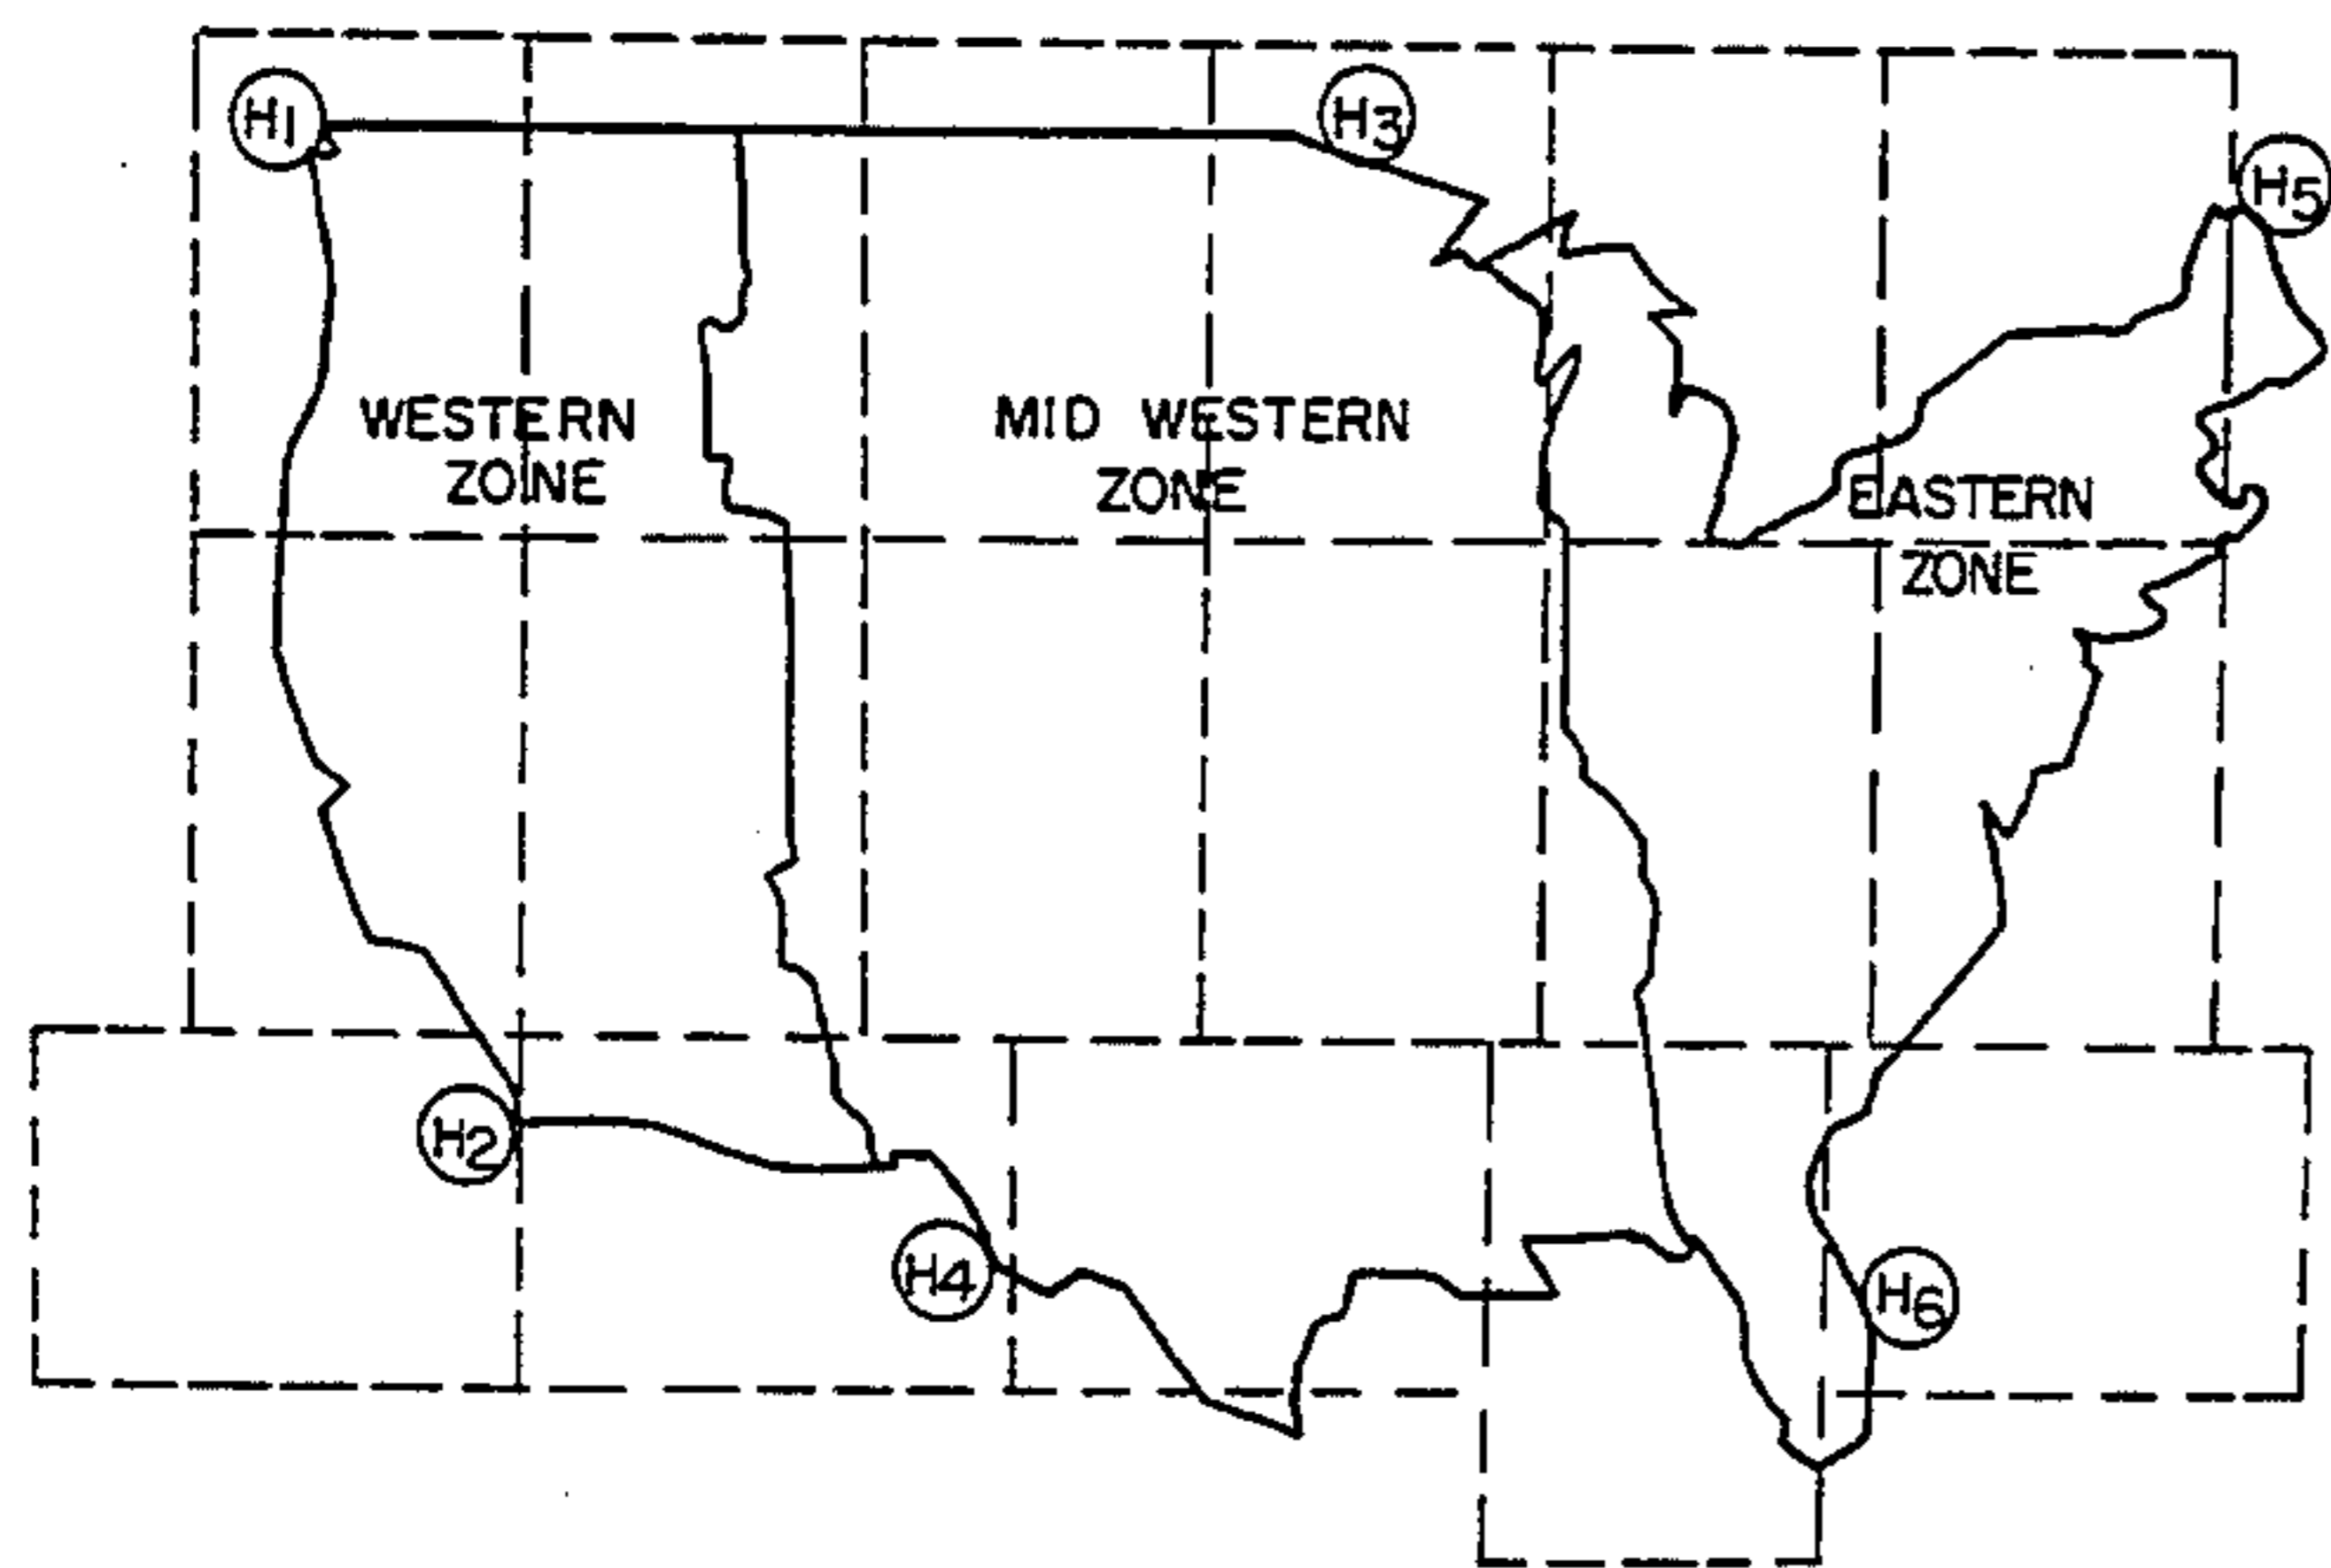 H1
H3
H5
WESTERN
ZONE
MID WESTERN
ZONE
EASTERN
ZONE
H2
H4
H6